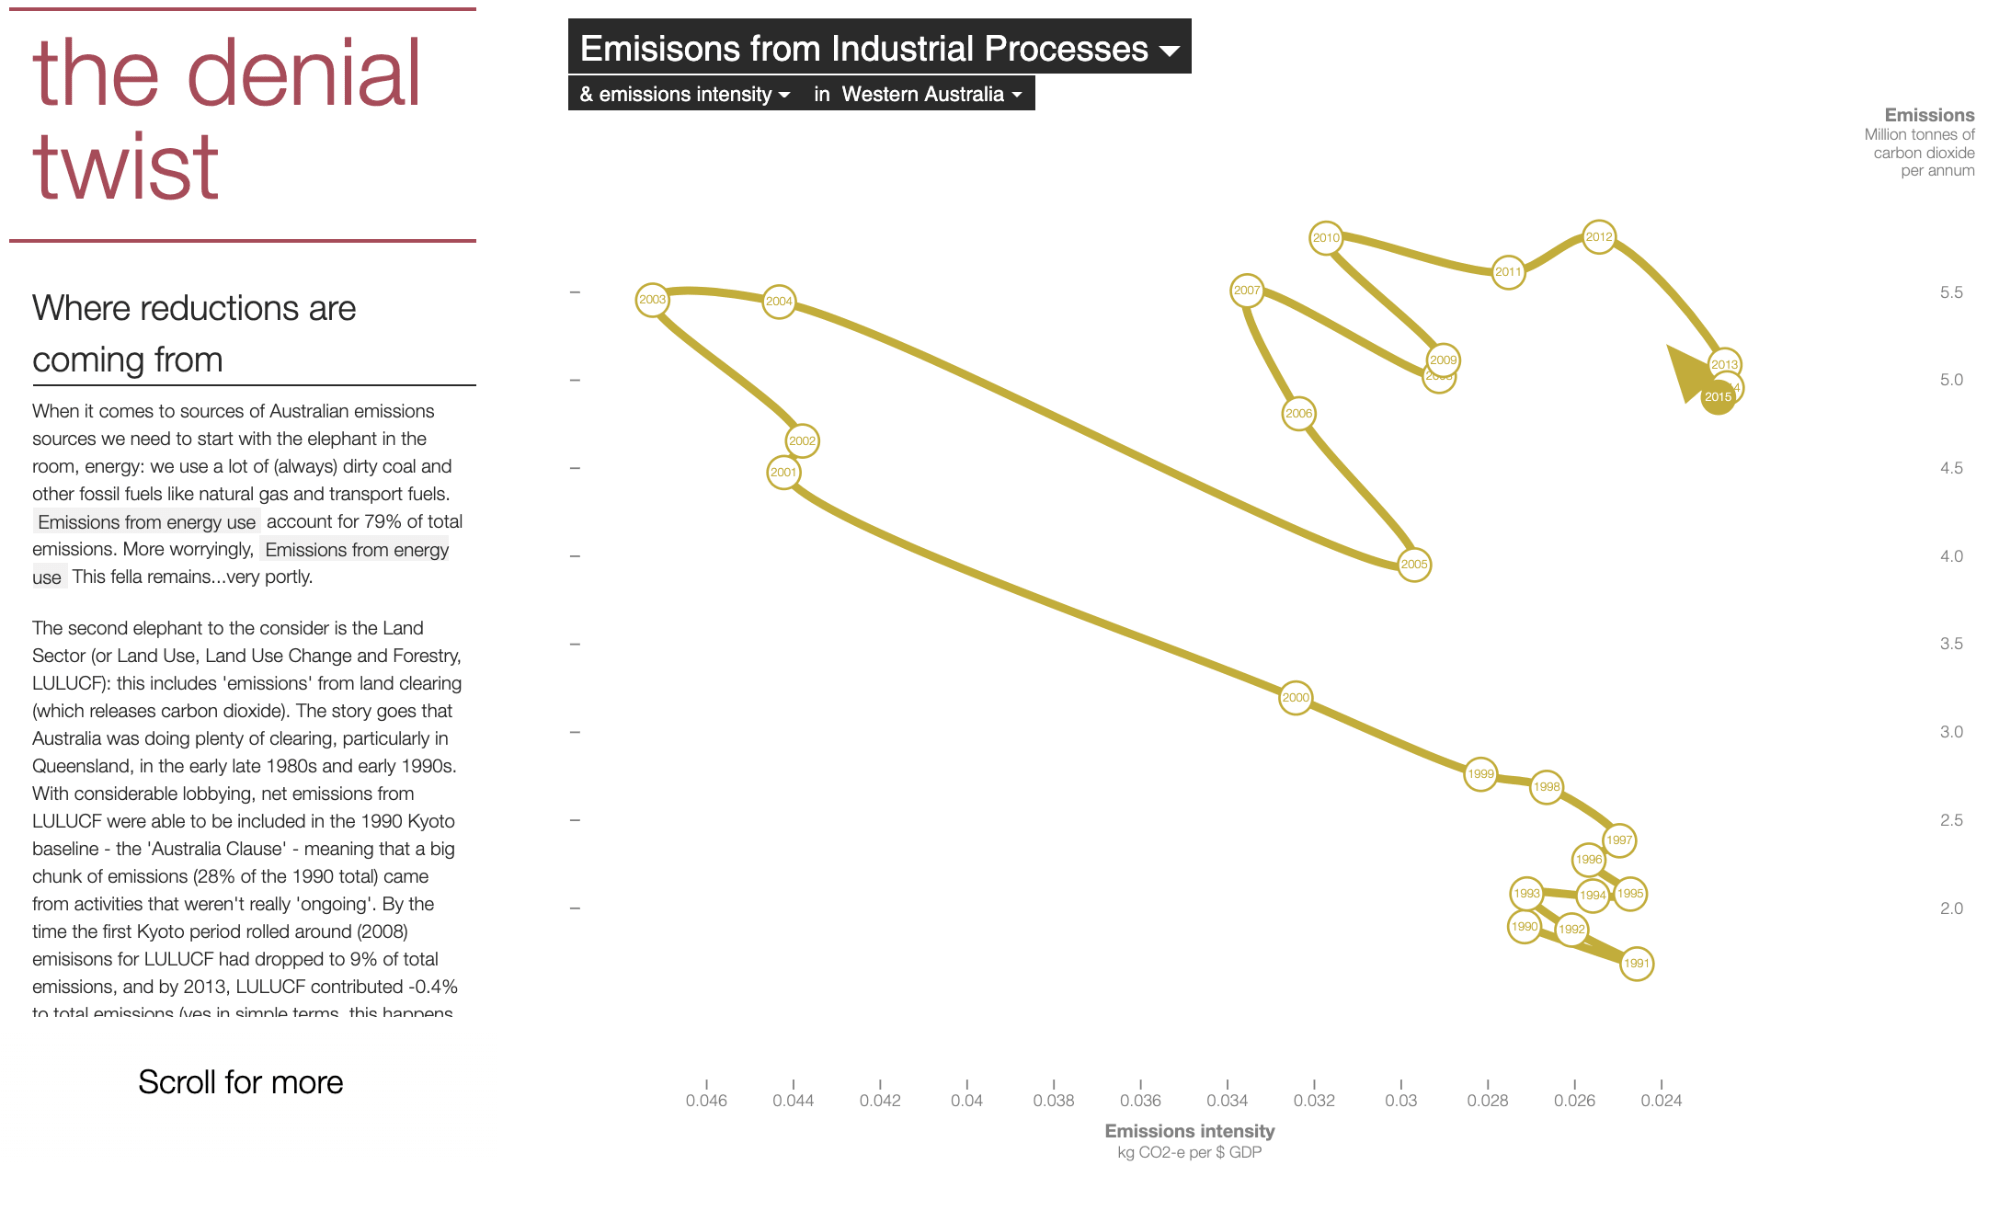 the denial
twist
Where reductions are
coming from
When it comes to sources of Australian emissions
sources we need to start with the elephant in the
room, energy: we use a lot of (always) dirty coal and
other fossil fuels like natural gas and transport fuels.
Emissions from energy use account for 79% of total
emissions. More worryingly, Emissions from energy
use This fella remains...very portly.
The second elephant to the consider is the Land
Sector (or Land Use, Land Use Change and Forestry,
LULUCF): this includes 'emissions' from land clearing
(which releases carbon dioxide). The story goes that
Australia was doing plenty of clearing, particularly in
Queensland, in the early late 1980s and early 1990s.
With considerable lobbying, net emissions from
LULUCF were able to be included in the 1990 Kyoto
baseline - the 'Australia Clause' - meaning that a big
chunk of emissions (28% of the 1990 total) came
from activities that weren't really 'ongoing'. By the
time the first Kyoto period rolled around (2008)
emisisons for LULUCF had dropped to 9% of total
emissions, and by 2013, LULUCF contributed -0.4%
to total emissions (yes in simple terms, this happens
Scroll for more
Emisisons from Industrial Processes
& emissions intensity in Western Australia
Emissions
Million tonnes of
carbon dioxide
per annum
2010
2012
2011
2007
2003
2004
5.5
2009
2013
5.0
2015
2006
2002
4.5
2001
4.0
2005
3.5
2000
3.0
1999
1998
2.5
1997
1996
1993
1994
1995
2.0
1990
1992
1991
0.046
0.044
0.042
0.04
0.038
0.036
0.034
0.032
0.03
0.028
0.026
0.024
Emissions intensity
kg CO2-e per $ GDP